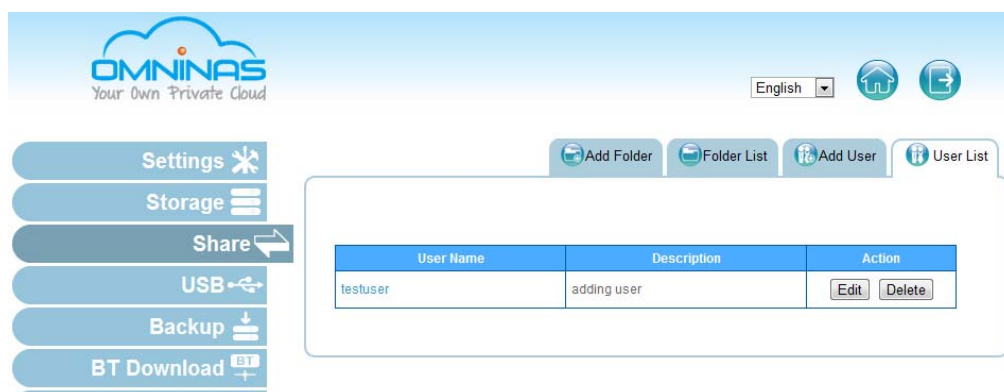 OMNINAS
Your Own Private Cloud
English
Settings
Storage
Share
USB
Backup
BT Download BT
Add Folder
Folder List
Add User
User List
User Name Description Action
testuser adding user Edit Delete